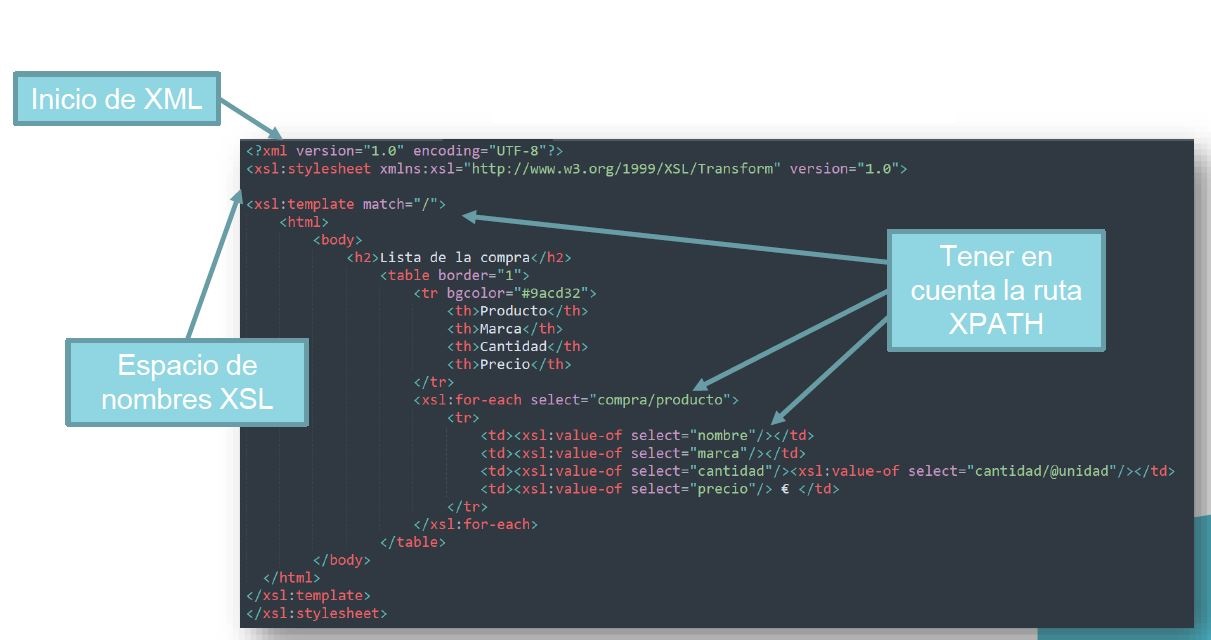 Inicio de XML
<?xml version="1.0" encoding="UTF-8"?>
<xsl:stylesheet xmlns:xsl="http://www.w3.org/1999/XSL/Transform" version="1.0">
<xsl:template match="/">
<html>
<body>
<h2>Lista de la compra</h2>
<table border="1">
<tr bgcolor="#9acd32">
<th>Producto</th>
<th>Marca</th>
<th>Cantidad</th>
<th>Precio</th>
</tr>
<xsl:for-each select="compra/producto">
<tr>
<td><xsl:value-of select="nombre"/></td>
<td><xsl:value-of select="marca"/></td>
<td><xsl:value-of select="cantidad"/><xsl:value-of select="cantidad/@unidad"/></td>
<td><xsl:value-of select="precio"/> € </td>
</tr>
</xsl:for-each>
</table>
</body>
</html>
</xsl:template>
</xsl:stylesheet>
Tener en
cuenta la ruta
XPATH
Espacio de
nombres XSL